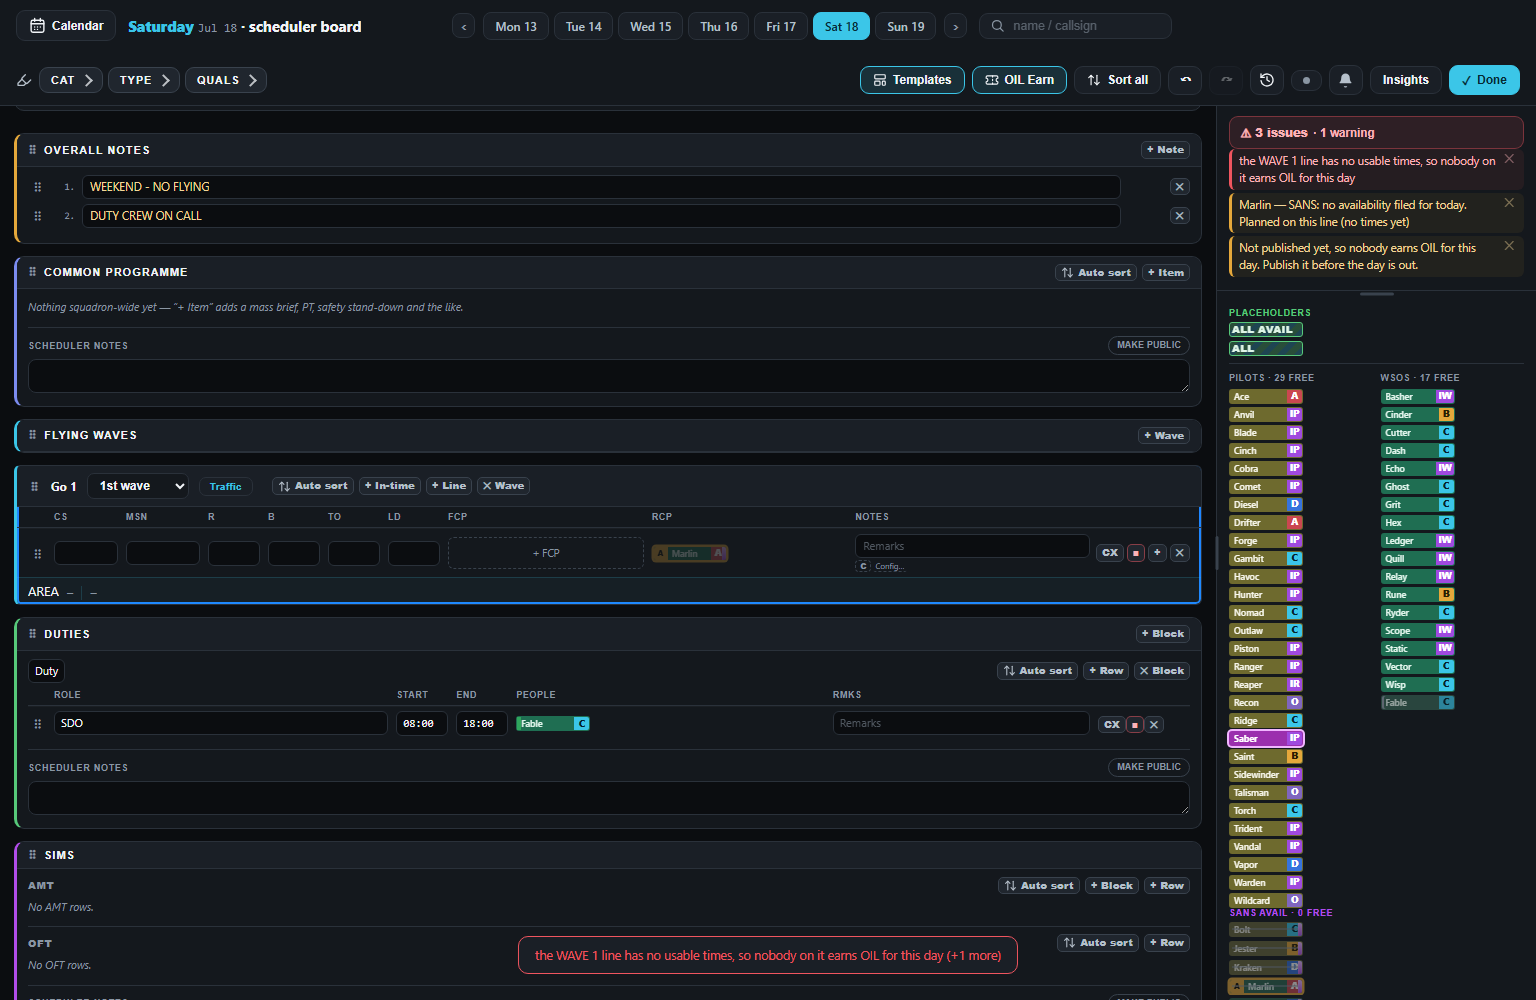 Calendar
Saturday Jul 18 · scheduler board
‹ Mon 13 Tue 14 Wed 15 Thu 16 Fri 17 Sat 18 Sun 19 ›
name / callsign
CAT TYPE QUALS
Templates OIL Earn Sort all Insights ✓ Done
OVERALL NOTES + Note
1. WEEKEND - NO FLYING
2. DUTY CREW ON CALL
COMMON PROGRAMME Auto sort + Item
Nothing squadron-wide yet — "+ Item" adds a mass brief, PT, safety stand-down and the like.
SCHEDULER NOTES MAKE PUBLIC
FLYING WAVES + Wave
Go 1 1st wave Traffic Auto sort + In-time + Line ✕ Wave
CS MSN R B TO LD FCP RCP NOTES
+ FCP A Marlin A Remarks CX + ✕
C Config...
AREA – –
DUTIES + Block
Duty Auto sort + Row ✕ Block
ROLE START END PEOPLE RMKS
SDO 08:00 18:00 Fable C Remarks CX ✕
SCHEDULER NOTES MAKE PUBLIC
SIMS
AMT Auto sort + Block + Row
No AMT rows.
OFT Auto sort + Row
No OFT rows.
the WAVE 1 line has no usable times, so nobody on it earns OIL for this day (+1 more)
⚠ 3 issues · 1 warning
the WAVE 1 line has no usable times, so nobody on
it earns OIL for this day
Marlin — SANS: no availability filed for today.
Planned on this line (no times yet)
Not published yet, so nobody earns OIL for this
day. Publish it before the day is out.
PLACEHOLDERS
ALL AVAIL
ALL
PILOTS · 29 FREE
Ace A
Anvil IP
Blade IP
Cinch IP
Cobra IP
Comet IP
Diesel D
Drifter A
Forge IP
Gambit C
Havoc IP
Hunter IP
Nomad C
Outlaw C
Piston IP
Ranger IP
Reaper IR
Recon O
Ridge C
Saber IP
Saint B
Sidewinder IP
Talisman O
Torch C
Trident IP
Vandal IP
Vapor D
Warden IP
Wildcard O
WSOS · 17 FREE
Basher IW
Cinder B
Cutter C
Dash C
Echo IW
Ghost C
Grit C
Hex C
Ledger IW
Quill IW
Relay IW
Rune B
Ryder C
Scope IW
Static IW
Vector C
Wisp C
Fable C
SANS AVAIL · 0 FREE
Bolt C
Jester B
Kraken D
A Marlin A